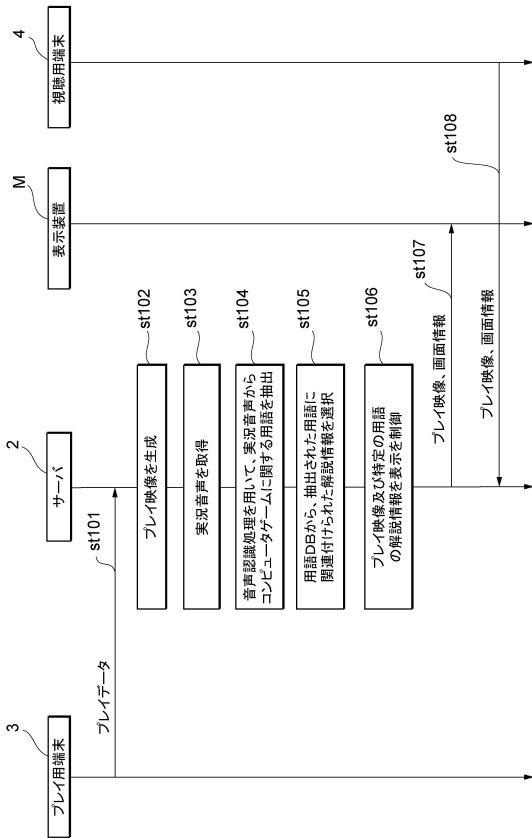 3
プレイ用端末
2
サーバ
M
表示装置
4
視聴用端末
st101
プレイデータ
st102
プレイ映像を生成
st103
実況音声を取得
st104
音声認識処理を用いて、実況音声から
コンピュータゲームに関する用語を抽出
st105
用語DBから、抽出された用語に
関連付けられた解説情報を選択
st106
プレイ映像及び特定の用語
の解説情報を表示を制御
st107
プレイ映像、画面情報
st108
プレイ映像、画面情報